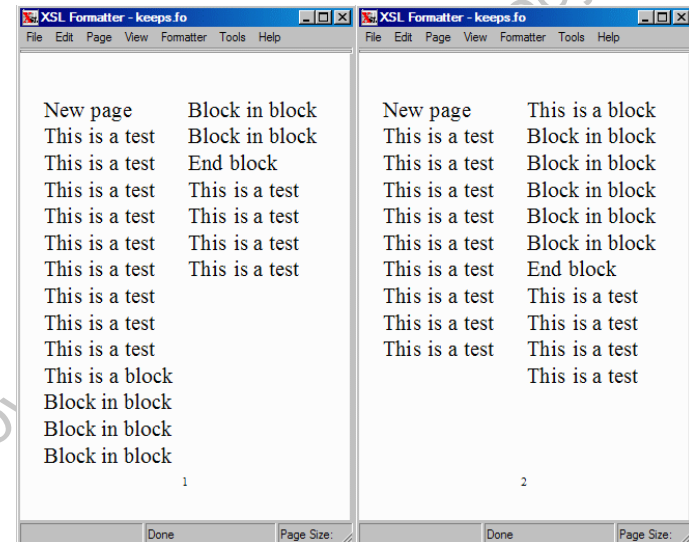 XSL Formatter - keeps.fo
File Edit Page View Formatter Tools Help
New page
This is a test
This is a test
This is a test
This is a test
This is a test
This is a test
This is a test
This is a test
This is a test
This is a block
Block in block
Block in block
Block in block
Block in block
Block in block
End block
This is a test
This is a test
This is a test
This is a test
1
Done
Page Size:
XSL Formatter - keeps.fo
File Edit Page View Formatter Tools Help
New page
This is a test
This is a test
This is a test
This is a test
This is a test
This is a test
This is a test
This is a test
This is a test
This is a block
Block in block
Block in block
Block in block
Block in block
Block in block
End block
This is a test
This is a test
This is a test
This is a test
2
Done
Page Size: